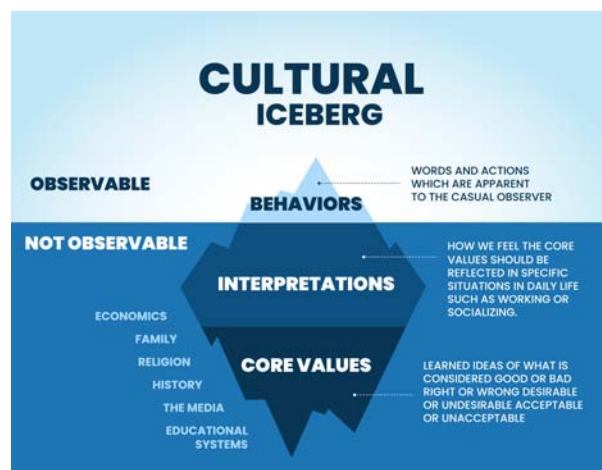 CULTURAL
ICEBERG
OBSERVABLE
BEHAVIORS
WORDS AND ACTIONS
WHICH ARE APPARENT
TO THE CASUAL OBSERVER
NOT OBSERVABLE
INTERPRETATIONS
HOW WE FEEL THE CORE
VALUES SHOULD BE
REFLECTED IN SPECIFIC
SITUATIONS IN DAILY LIFE
SUCH AS WORKING OR
SOCIALIZING.
ECONOMICS
FAMILY
RELIGION
HISTORY
THE MEDIA
EDUCATIONAL
SYSTEMS
CORE VALUES
LEARNED IDEAS OF WHAT IS
CONSIDERED GOOD OR BAD
RIGHT OR WRONG DESIRABLE
OR UNDESIRABLE ACCEPTABLE
OR UNACCEPTABLE